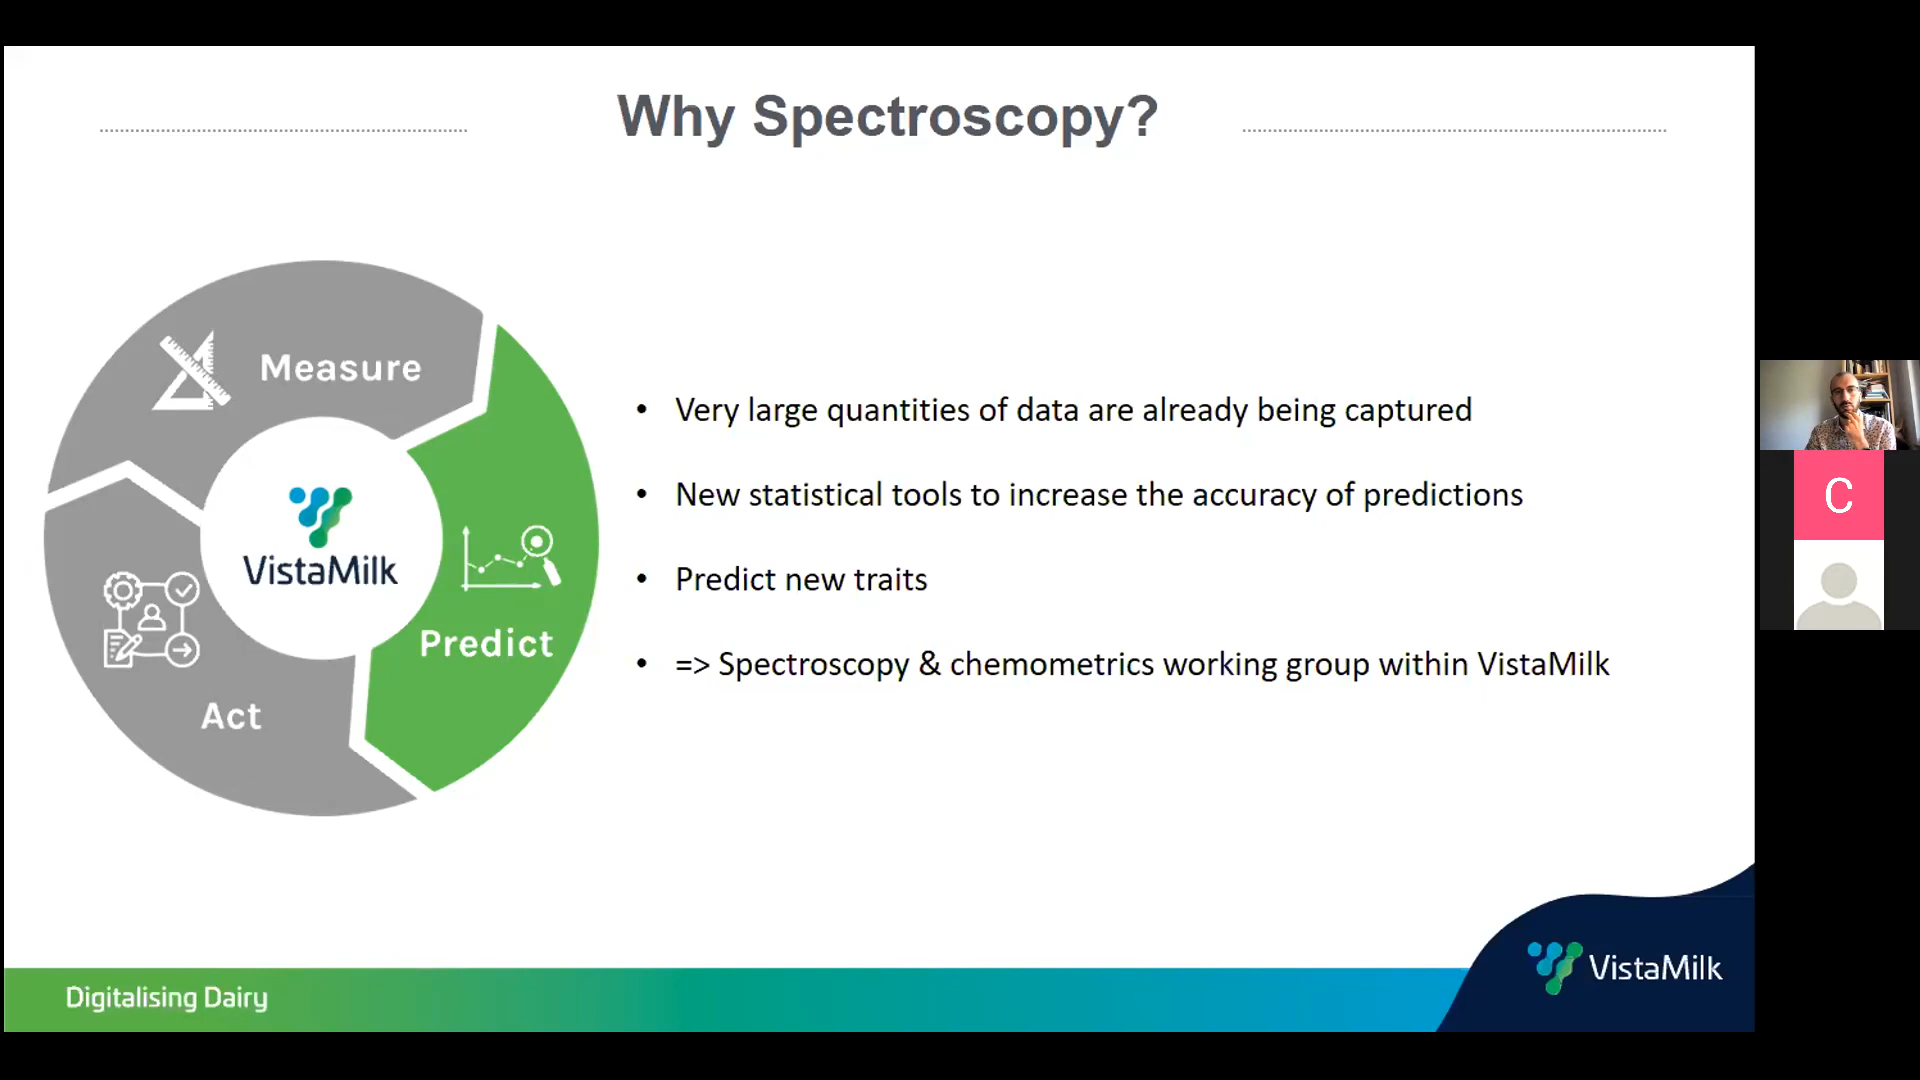 Why Spectroscopy?
Measure
Predict
Act
VistaMilk
• Very large quantities of data are already being captured
• New statistical tools to increase the accuracy of predictions
• Predict new traits
• => Spectroscopy & chemometrics working group within VistaMilk
C
Digitalising Dairy
VistaMilk